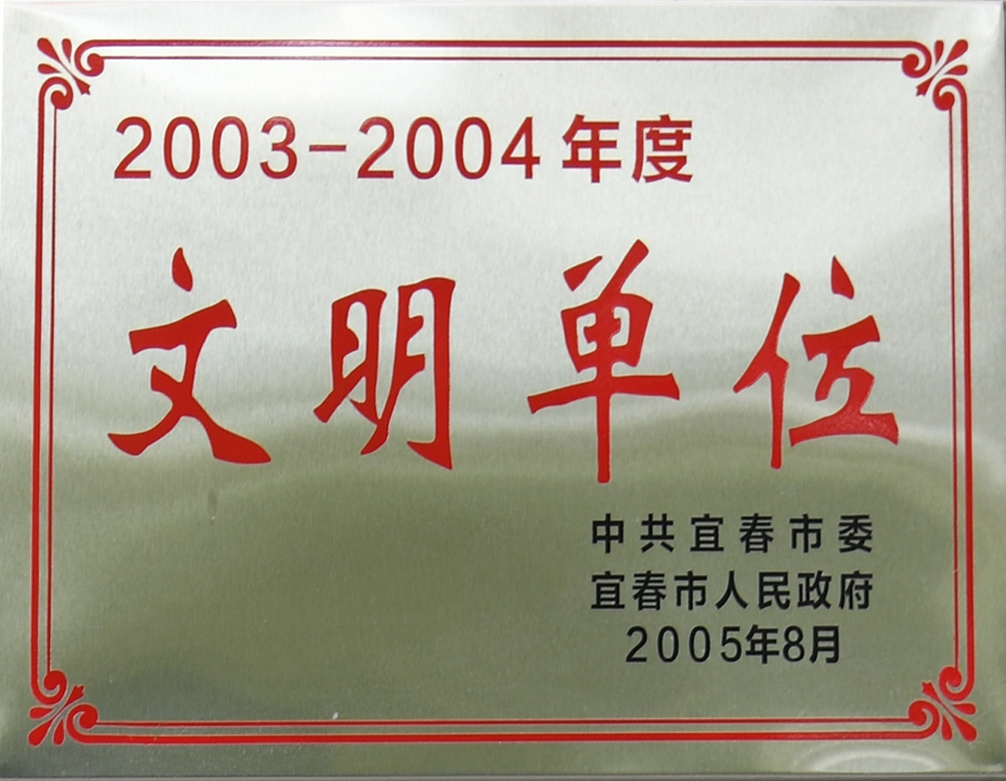 2003-2004年度
文明单位
中共宜春市委
宜春市人民政府
2005年8月